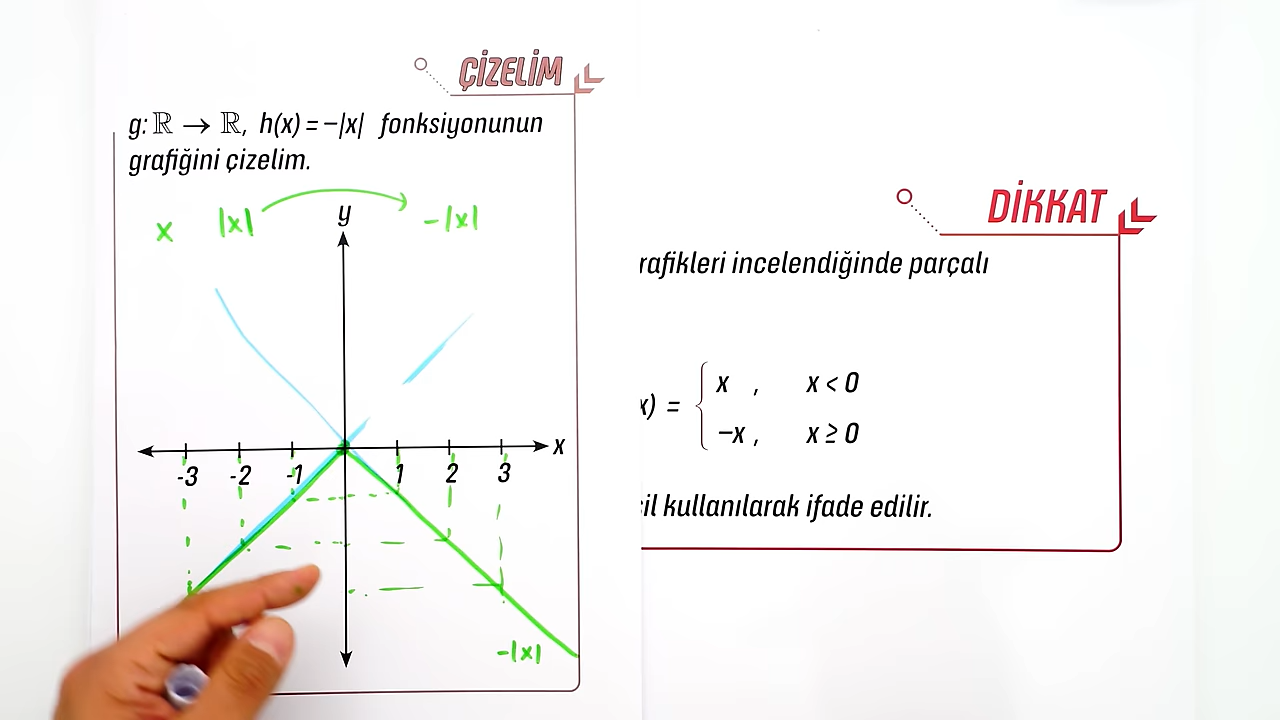 ÇİZELİM
g: ℝ → ℝ, h(x) = −|x| fonksiyonunun
grafiğini çizelim.
x |x| -|x|
y
x
-3 -2 -1 1 2 3
-|x|
DİKKAT
rafikleri incelendiğinde parçalı
x) = { x , x < 0
−x , x ≥ 0
il kullanılarak ifade edilir.